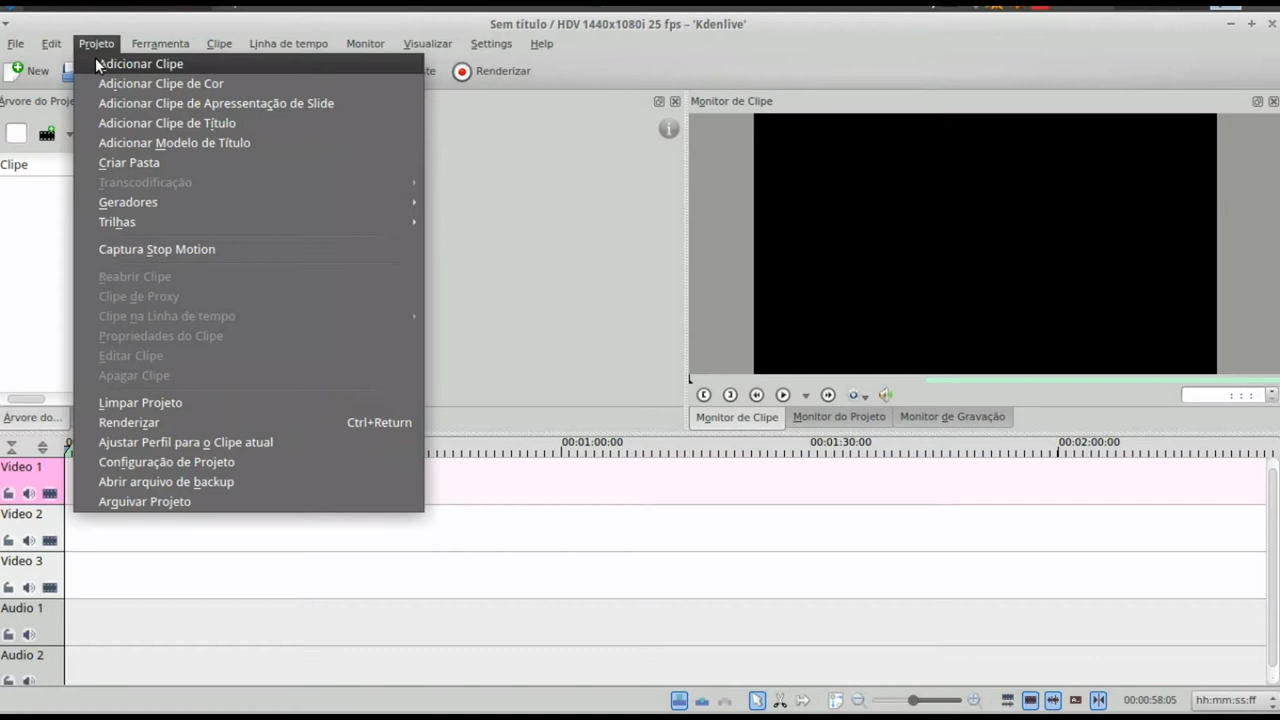 Sem título / HDV 1440x1080i 25 fps – 'Kdenlive'
File Edit Projeto Ferramenta Clipe Linha de tempo Monitor Visualizar Settings Help
New Renderizar
Adicionar Clipe
Adicionar Clipe de Cor
Adicionar Clipe de Apressentação de Slide
Adicionar Clipe de Título
Adicionar Modelo de Título
Criar Pasta
Transcodificação
Geradores
Trilhas
Captura Stop Motion
Reabrir Clipe
Clipe de Proxy
Clipe na Linha de tempo
Propriedades do Clipe
Editar Clipe
Apagar Clipe
Limpar Projeto
Renderizar Ctrl+Return
Ajustar Perfil para o Clipe atual
Configuração de Projeto
Abrir arquivo de backup
Arguivar Projeto
Árvore do Proje
Clipe
Árvore do...
Monitor de Clipe
: : :
Monitor de Clipe Monitor do Projeto Monitor de Gravação
00:01:00:00 00:01:30:00 00:02:00:00
Video 1
Video 2
Video 3
Audio 1
Audio 2
00:00:58:05 hh:mm:ss:ff